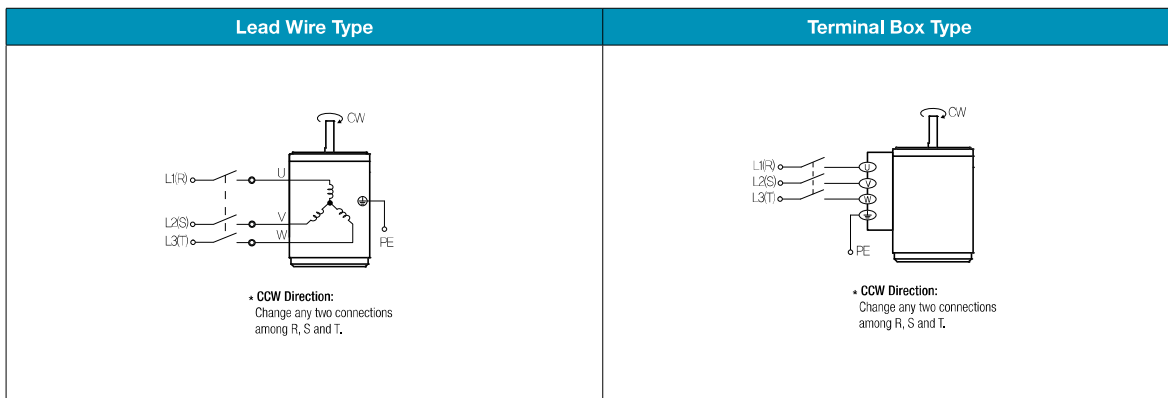 Lead Wire Type
Terminal Box Type
CW
L1(R)
U
L2(S)
V
L3(T)
W
PE
* CCW Direction:
Change any two connections
among R, S and T.
CW
L1(R)
U
L2(S)
V
L3(T)
W
PE
* CCW Direction:
Change any two connections
among R, S and T.